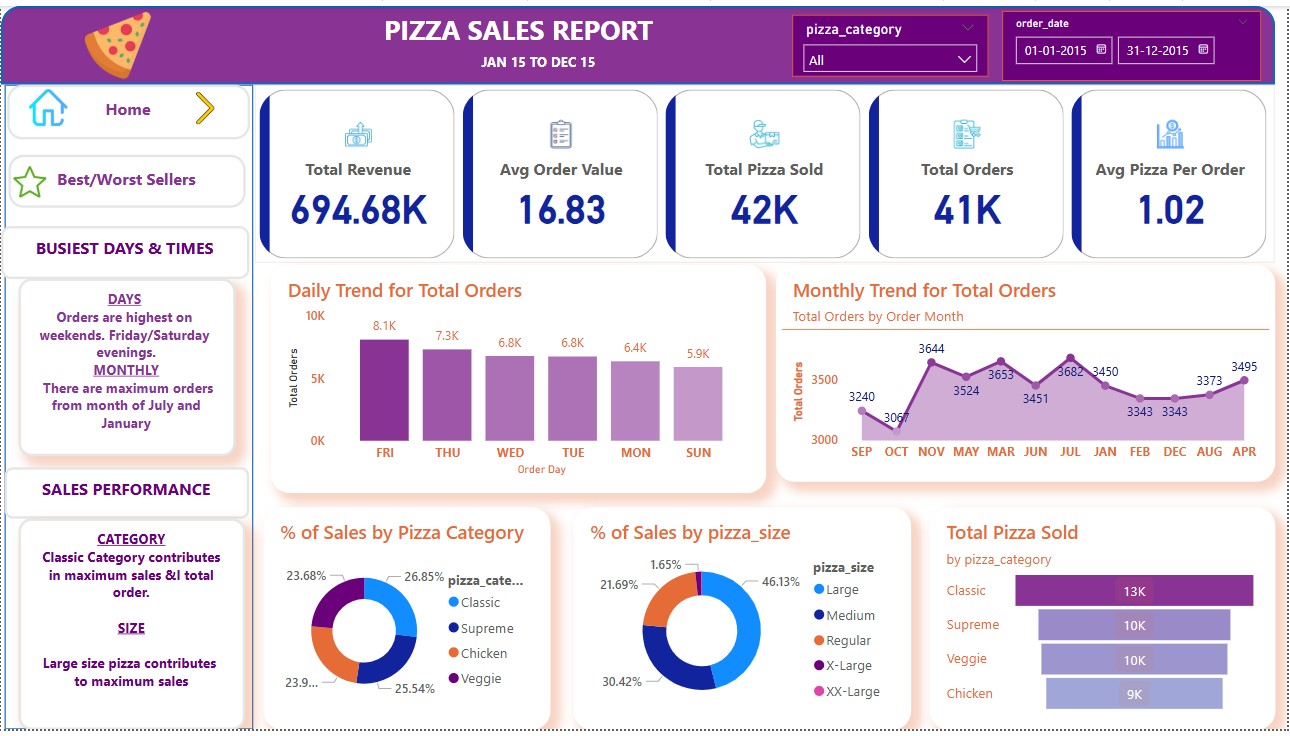 PIZZA SALES REPORT
JAN 15 TO DEC 15
pizza_category
All
order_date
01-01-2015
31-12-2015
Home
Best/Worst Sellers
BUSIEST DAYS & TIMES
DAYS
Orders are highest on
weekends. Friday/Saturday
evenings.
MONTHLY
There are maximum orders
from month of July and
January
SALES PERFORMANCE
CATEGORY
Classic Category contributes
in maximum sales &l total
order.
SIZE
Large size pizza contributes
to maximum sales
Total Revenue
694.68K
Avg Order Value
16.83
Total Pizza Sold
42K
Total Orders
41K
Avg Pizza Per Order
1.02
Daily Trend for Total Orders
Total Orders
10K
5K
0K
8.1K
7.3K
6.8K
6.8K
6.4K
5.9K
FRI
THU
WED
TUE
MON
SUN
Order Day
Monthly Trend for Total Orders
Total Orders by Order Month
Total Orders
3500
3000
3240
3067
3644
3524
3653
3451
3682
3450
3343
3343
3373
3495
SEP
OCT
NOV
MAY
MAR
JUN
JUL
JAN
FEB
DEC
AUG
APR
% of Sales by Pizza Category
23.68%
26.85%
23.9...
25.54%
pizza_cate...
Classic
Supreme
Chicken
Veggie
% of Sales by pizza_size
1.65%
21.69%
46.13%
30.42%
pizza_size
Large
Medium
Regular
X-Large
XX-Large
Total Pizza Sold
by pizza_category
Classic
13K
Supreme
10K
Veggie
10K
Chicken
9K